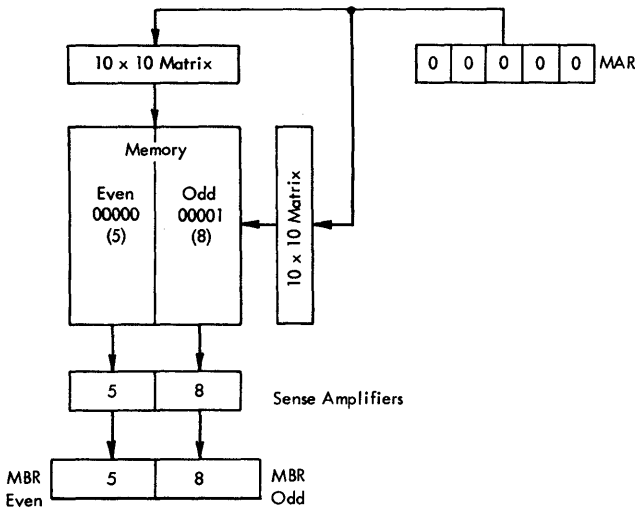 10 x 10 Matrix
0 0 0 0 0 MAR
Memory
Even Odd
00000 00001
(5) (8)
10 x 10 Matrix
5 8
Sense Amplifiers
MBR Even
5 8
MBR Odd